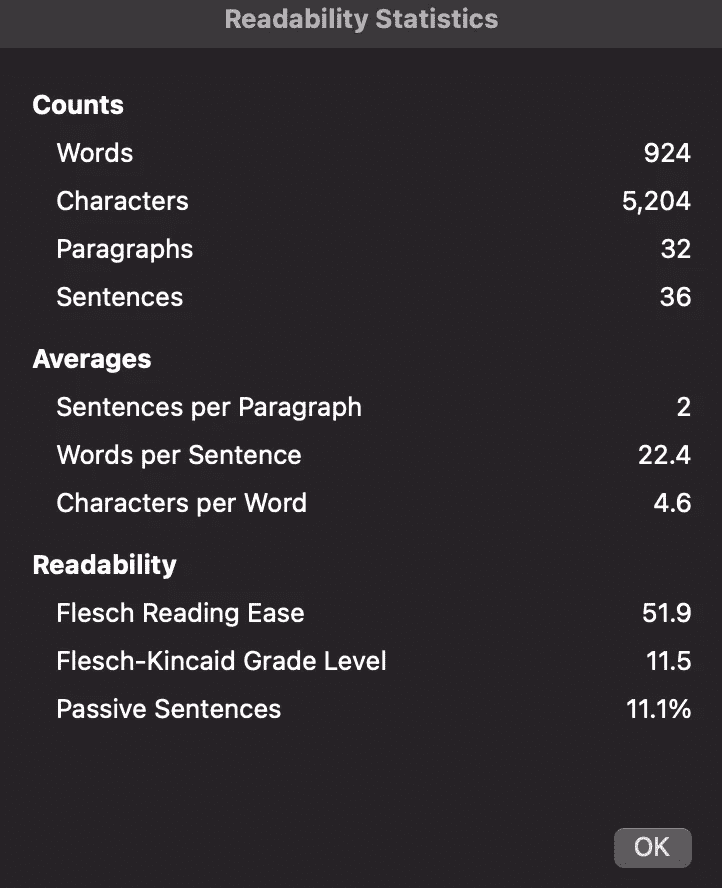 Readability Statistics
Counts
Words 924
Characters 5,204
Paragraphs 32
Sentences 36
Averages
Sentences per Paragraph 2
Words per Sentence 22.4
Characters per Word 4.6
Readability
Flesch Reading Ease 51.9
Flesch-Kincaid Grade Level 11.5
Passive Sentences 11.1%
OK